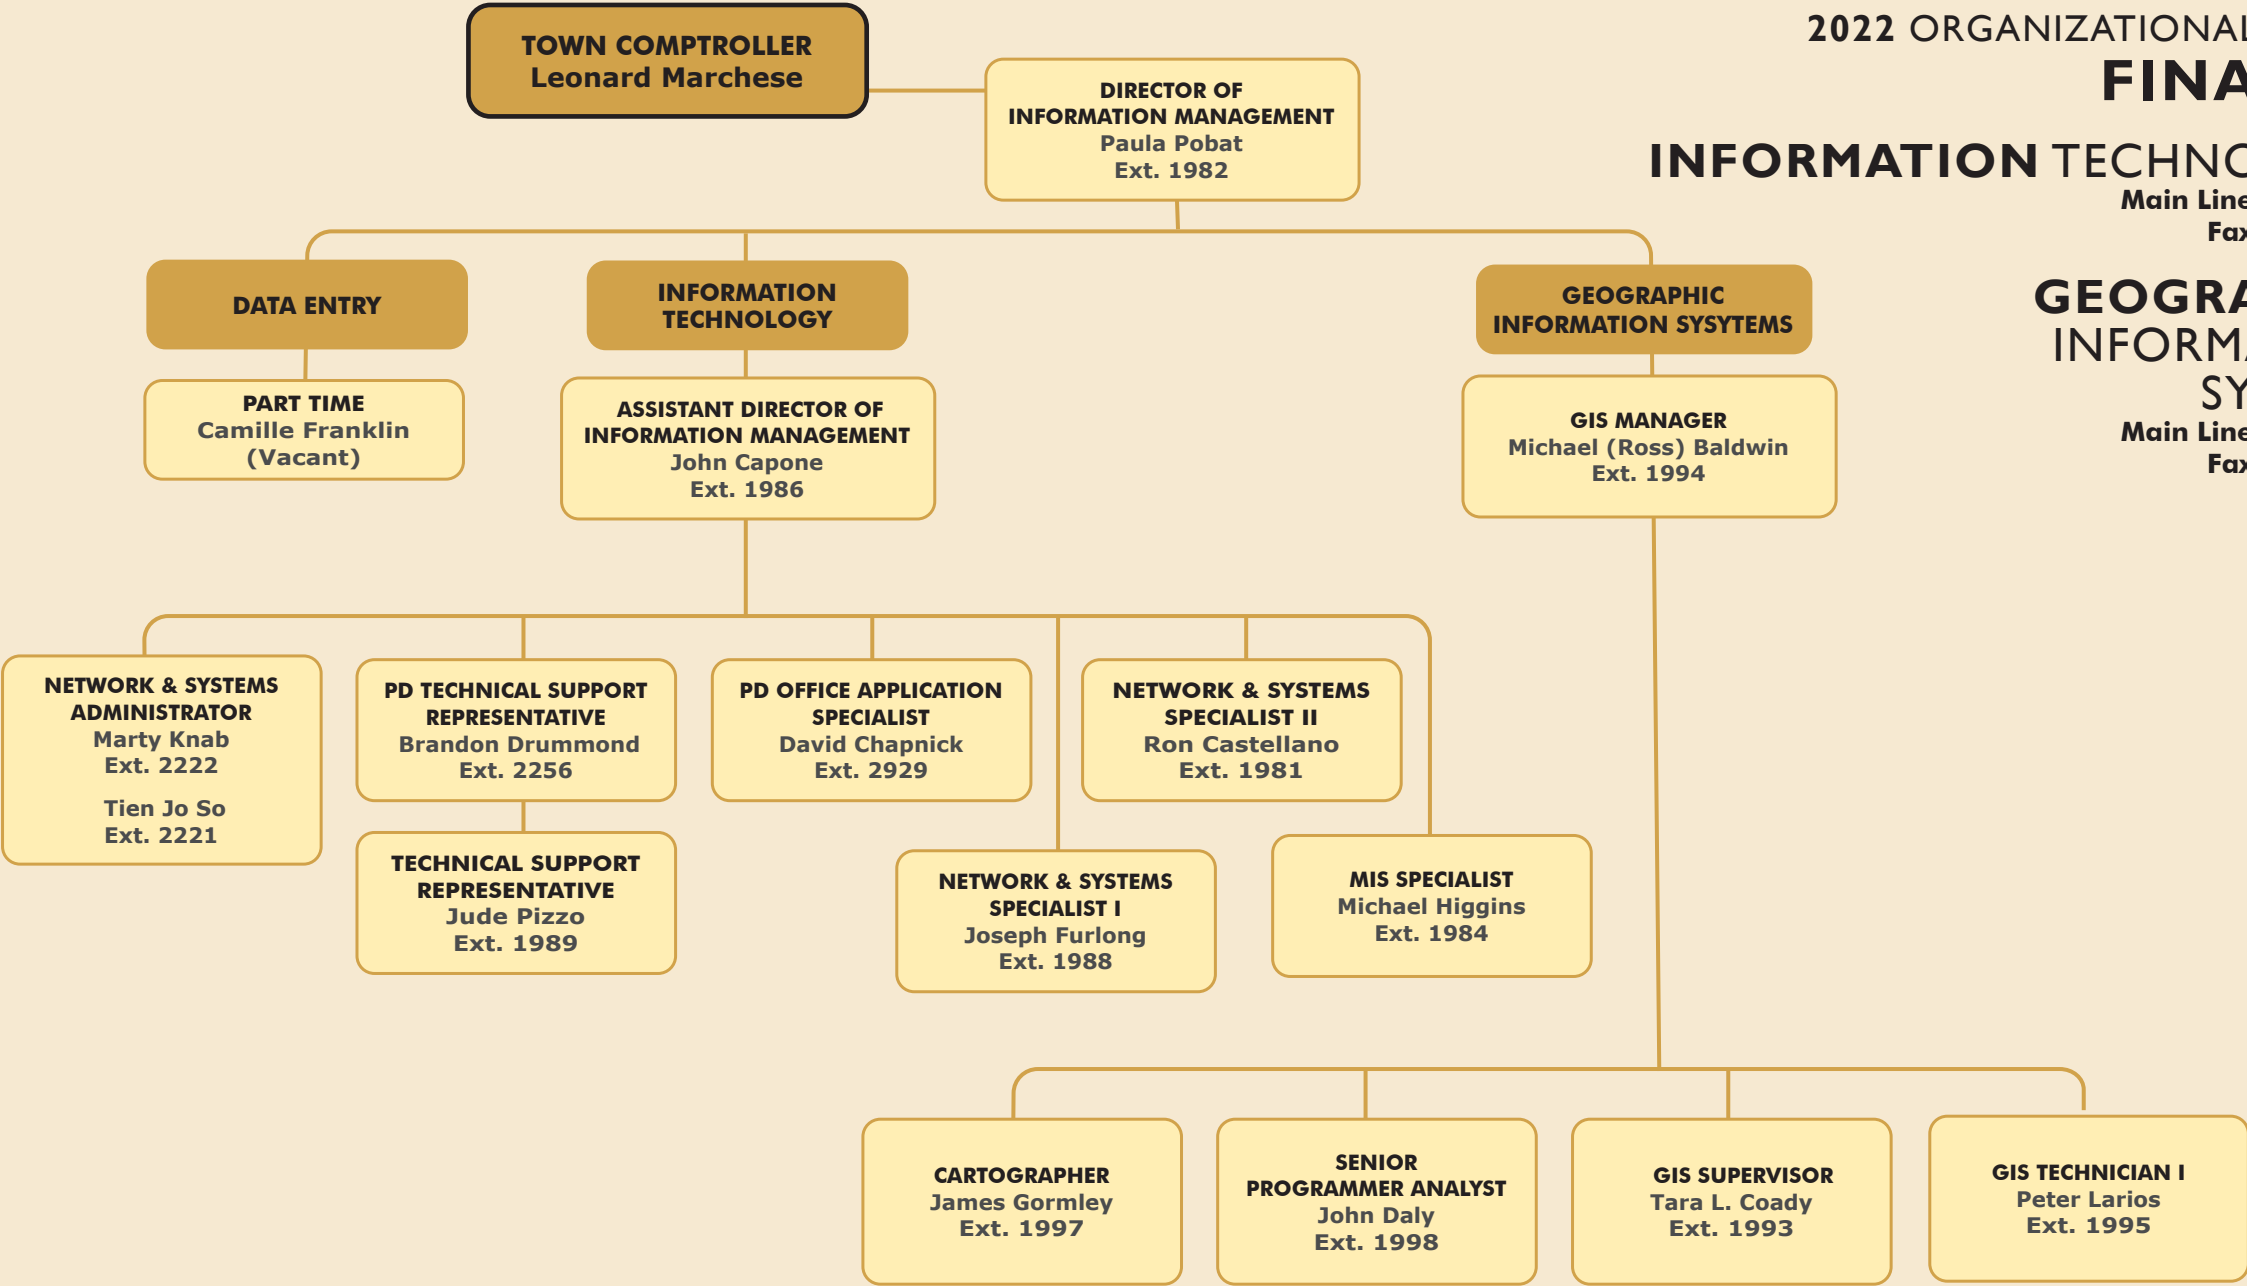 TOWN COMPTROLLER
Leonard Marchese
DIRECTOR OF
INFORMATION MANAGEMENT
Paula Pobat
Ext. 1982
2022 ORGANIZATIONAL
INFORMATION
Main Line
Fax
Main Line
Fax
DATA ENTRY
PART TIME
Camille Franklin
(Vacant)
INFORMATION
TECHNOLOGY
ASSISTANT DIRECTOR OF
INFORMATION MANAGEMENT
John Capone
Ext. 1986
GEOGRAPHIC
INFORMATION SYSYTEMS
GIS MANAGER
Michael (Ross) Baldwin
Ext. 1994
NETWORK & SYSTEMS
ADMINISTRATOR
Marty Knab
Ext. 2222
Tien Jo So
Ext. 2221
PD TECHNICAL SUPPORT
REPRESENTATIVE
Brandon Drummond
Ext. 2256
TECHNICAL SUPPORT
REPRESENTATIVE
Jude Pizzo
Ext. 1989
PD OFFICE APPLICATION
SPECIALIST
David Chapnick
Ext. 2929
NETWORK & SYSTEMS
SPECIALIST I
Joseph Furlong
Ext. 1988
NETWORK & SYSTEMS
SPECIALIST II
Ron Castellano
Ext. 1981
MIS SPECIALIST
Michael Higgins
Ext. 1984
CARTOGRAPHER
James Gormley
Ext. 1997
SENIOR
PROGRAMMER ANALYST
John Daly
Ext. 1998
GIS SUPERVISOR
Tara L. Coady
Ext. 1993
GIS TECHNICIAN I
Peter Larios
Ext. 1995